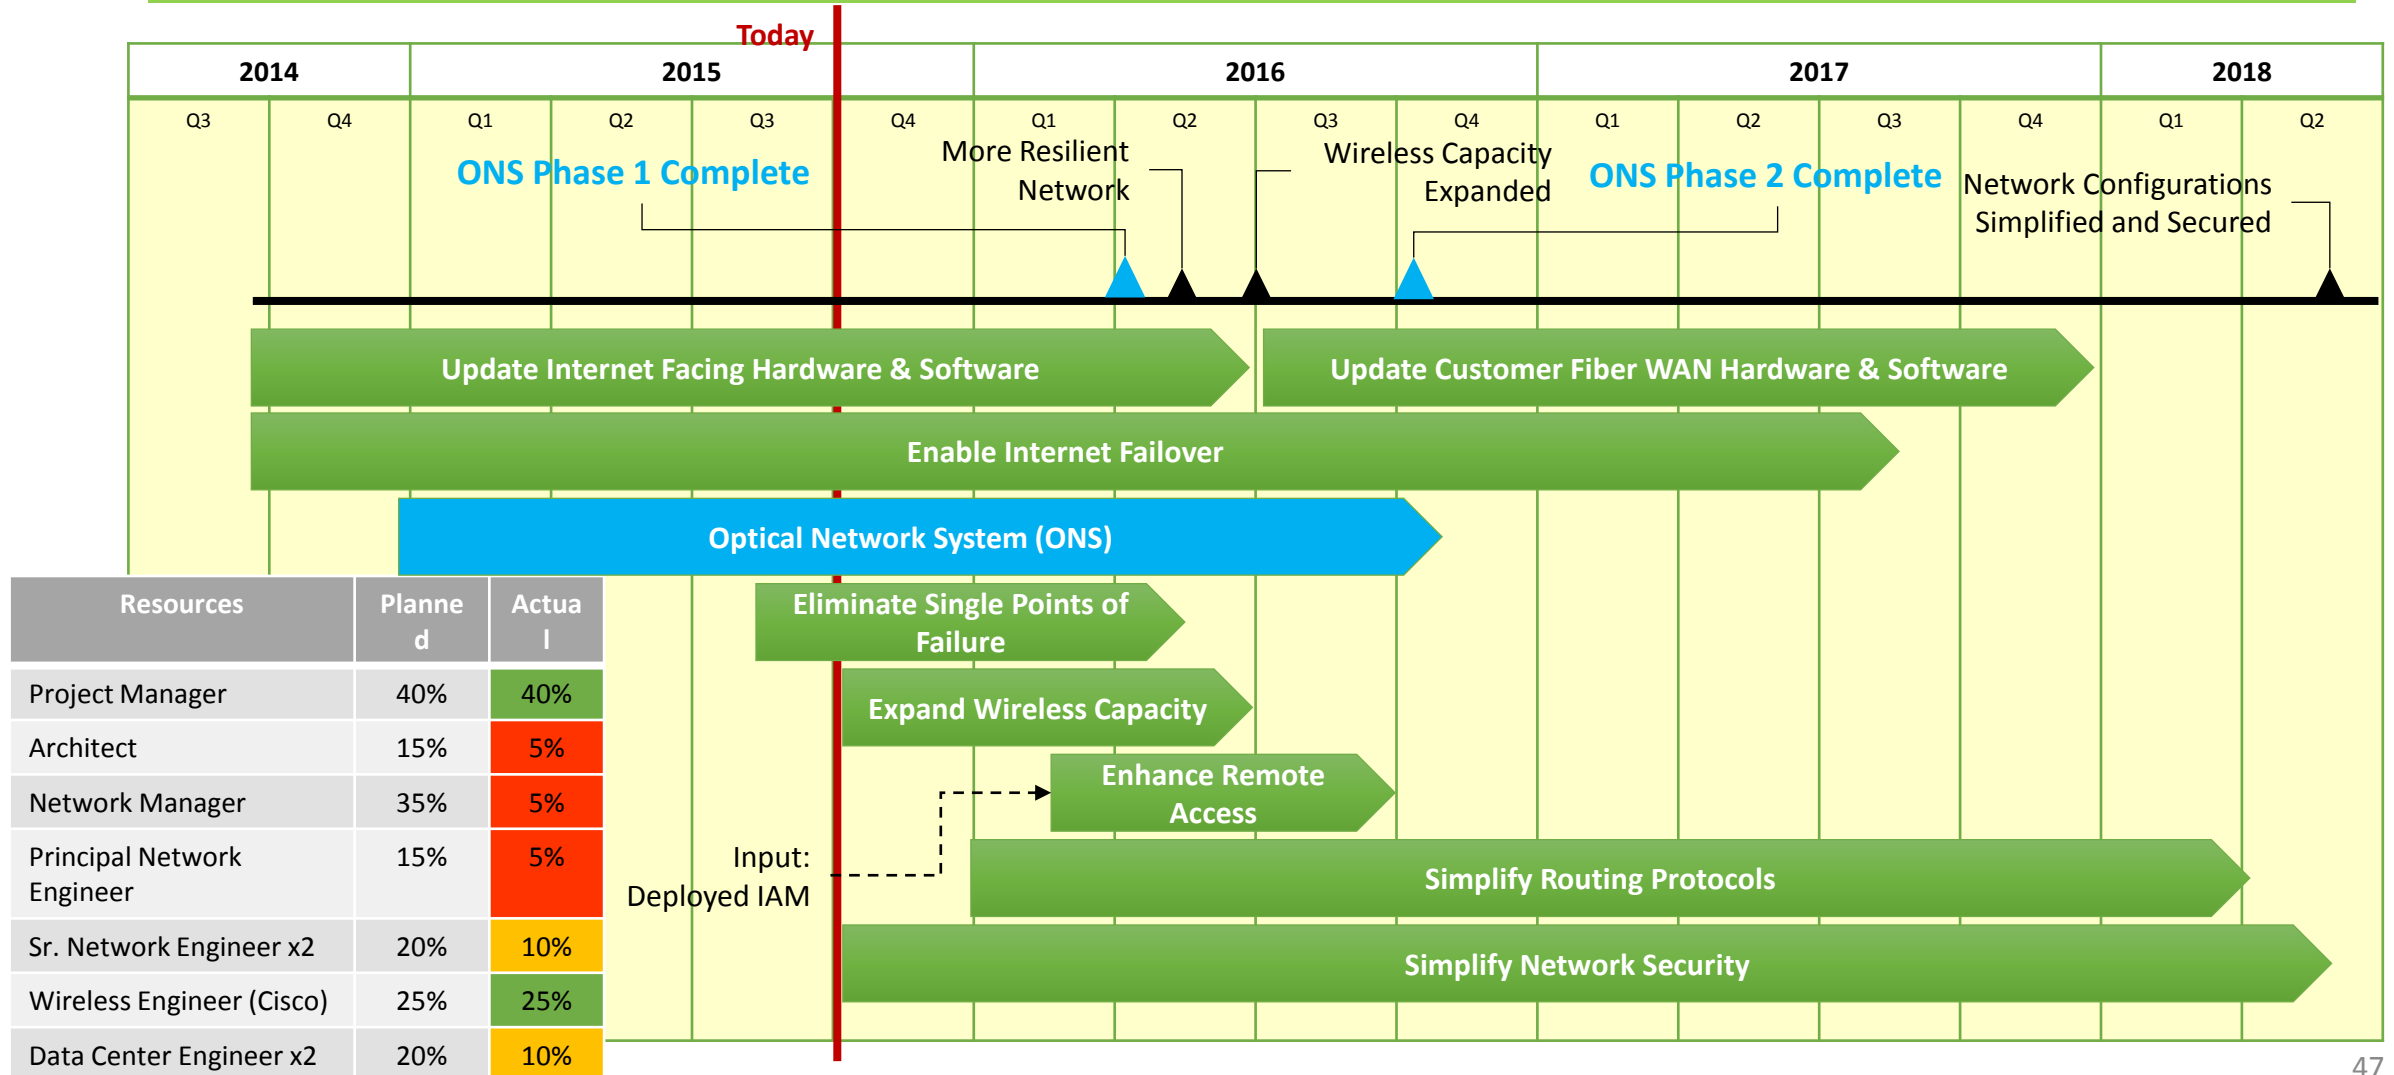 Today
2014 2015 2016 2017 2018
Q3 Q4 Q1 Q2 Q3 Q4 Q1 Q2 Q3 Q4 Q1 Q2 Q3 Q4 Q1 Q2
ONS Phase 1 Complete
More Resilient
Network
Wireless Capacity
Expanded
ONS Phase 2 Complete
Network Configurations
Simplified and Secured
Update Internet Facing Hardware & Software
Update Customer Fiber WAN Hardware & Software
Enable Internet Failover
Optical Network System (ONS)
Eliminate Single Points of
Failure
Expand Wireless Capacity
Enhance Remote
Access
Input:
Deployed IAM
Simplify Routing Protocols
Simplify Network Security
Resources Planne Actua
d l
Project Manager 40% 40%
Architect 15% 5%
Network Manager 35% 5%
Principal Network 15% 5%
Engineer
Sr. Network Engineer x2 20% 10%
Wireless Engineer (Cisco) 25% 25%
Data Center Engineer x2 20% 10%
47